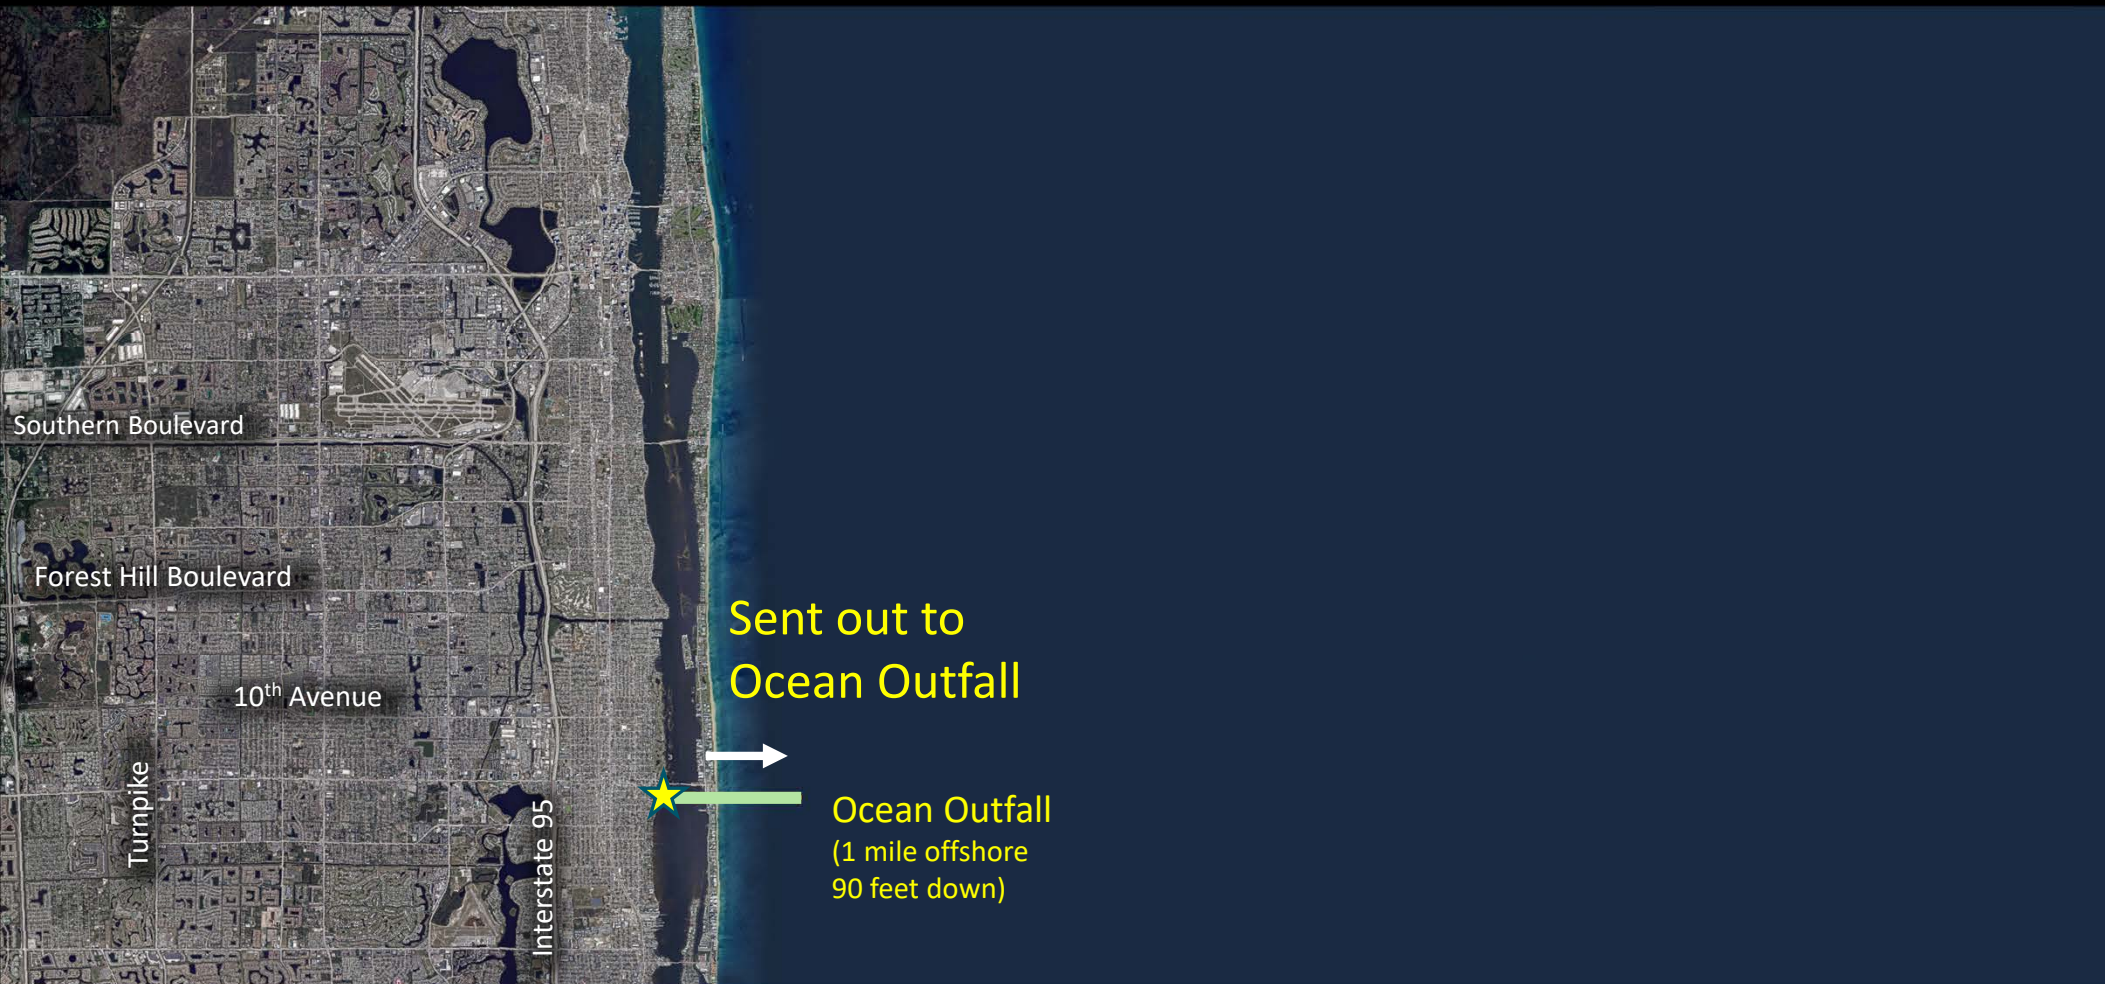 Southern Boulevard
Forest Hill Boulevard
Sent out to
Ocean Outfall
10th Avenue
Turnpike
Interstate 95
Ocean Outfall
(1 mile offshore
90 feet down)